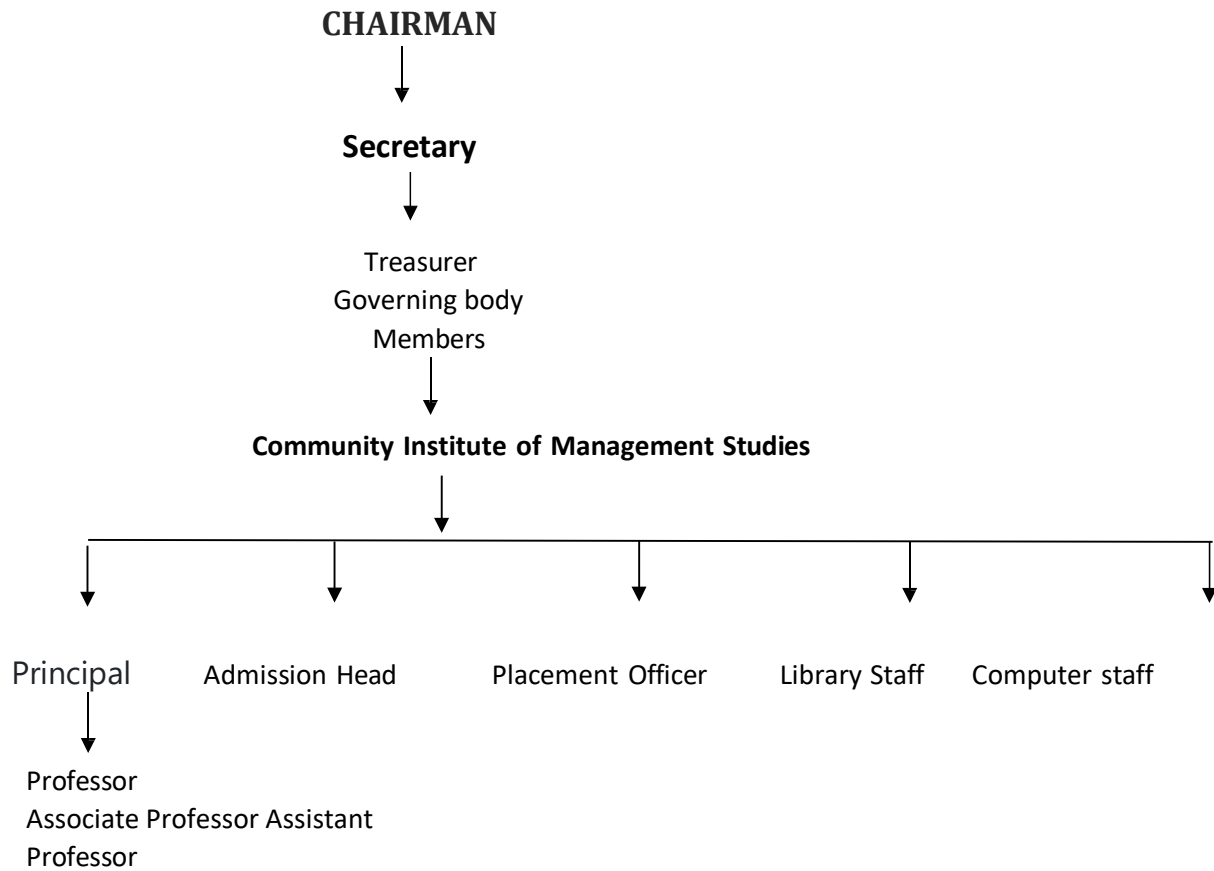 CHAIRMAN
Secretary
Treasurer
Governing body
Members
Community Institute of Management Studies
Principal
Admission Head
Placement Officer
Library Staff
Computer staff
Professor
Associate Professor Assistant
Professor